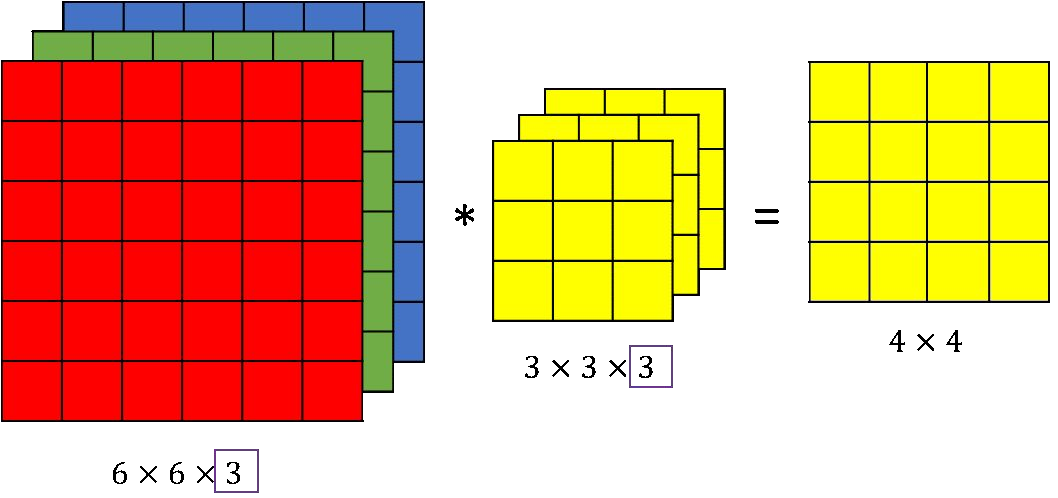 * =
3 × 3 × 3
4 × 4
6 × 6 × 3